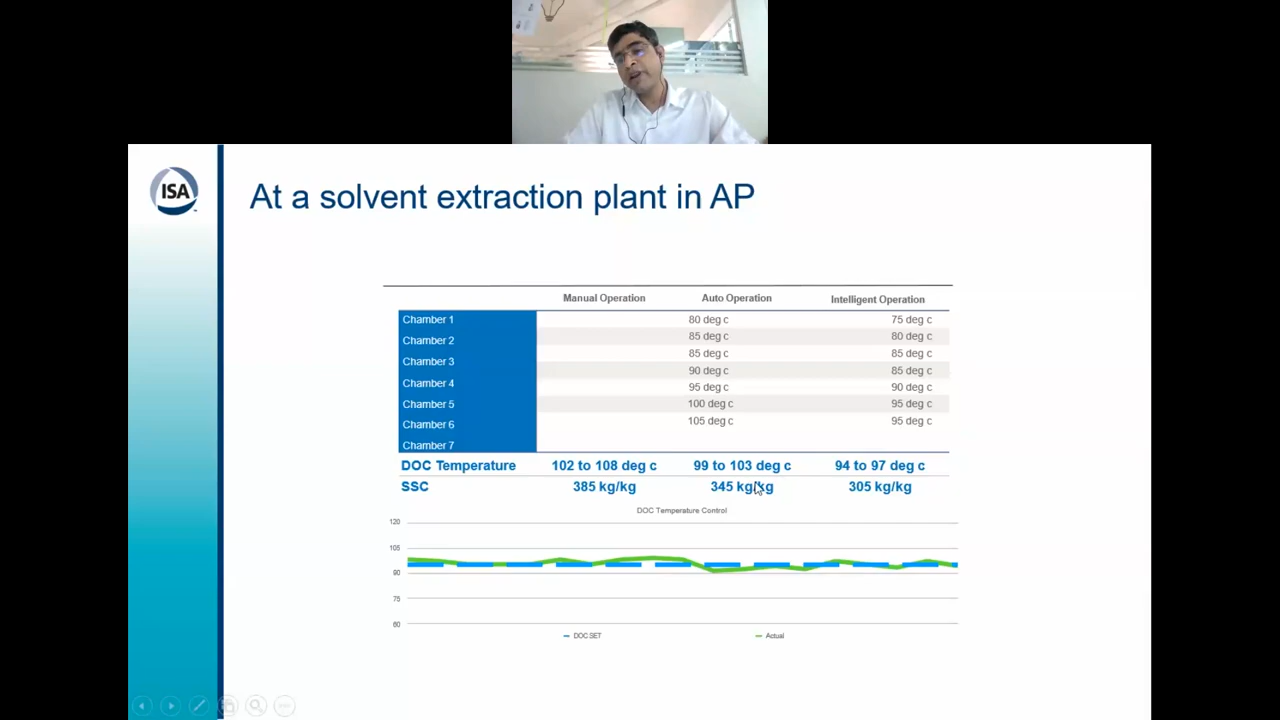 ISA
At a solvent extraction plant in AP
Manual Operation Auto Operation Intelligent Operation
Chamber 1 80 deg c 75 deg c
Chamber 2 85 deg c 80 deg c
Chamber 3 85 deg c 85 deg c
Chamber 4 90 deg c 85 deg c
Chamber 5 95 deg c 90 deg c
Chamber 6 100 deg c 95 deg c
Chamber 7 105 deg c 95 deg c
DOC Temperature 102 to 108 deg c 99 to 103 deg c 94 to 97 deg c
SSC 385 kg/kg 345 kg/kg 305 kg/kg
DOC Temperature Control
120
105
90
75
60
DOC SET Actual